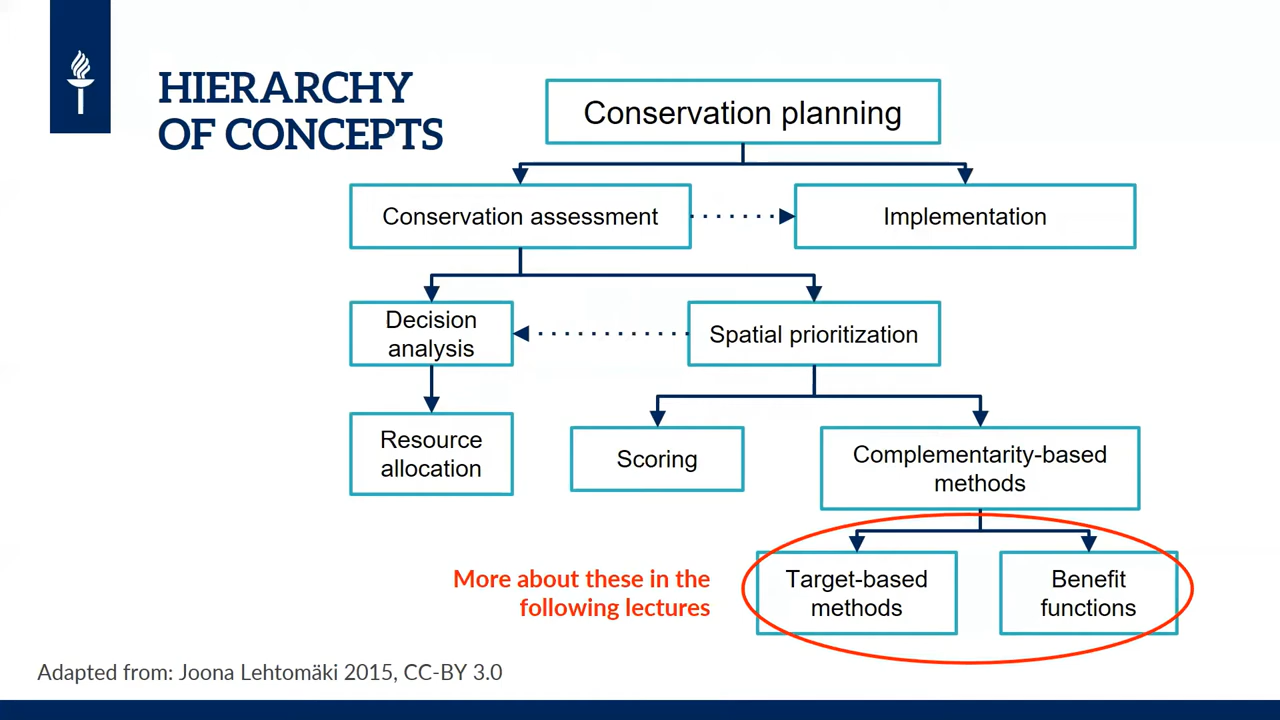 HIERARCHY
OF CONCEPTS
Conservation planning
Conservation assessment
Implementation
Decision
analysis
Spatial prioritization
Resource
allocation
Scoring
Complementarity-based
methods
More about these in the
following lectures
Target-based
methods
Benefit
functions
Adapted from: Joona Lehtomäki 2015, CC-BY 3.0